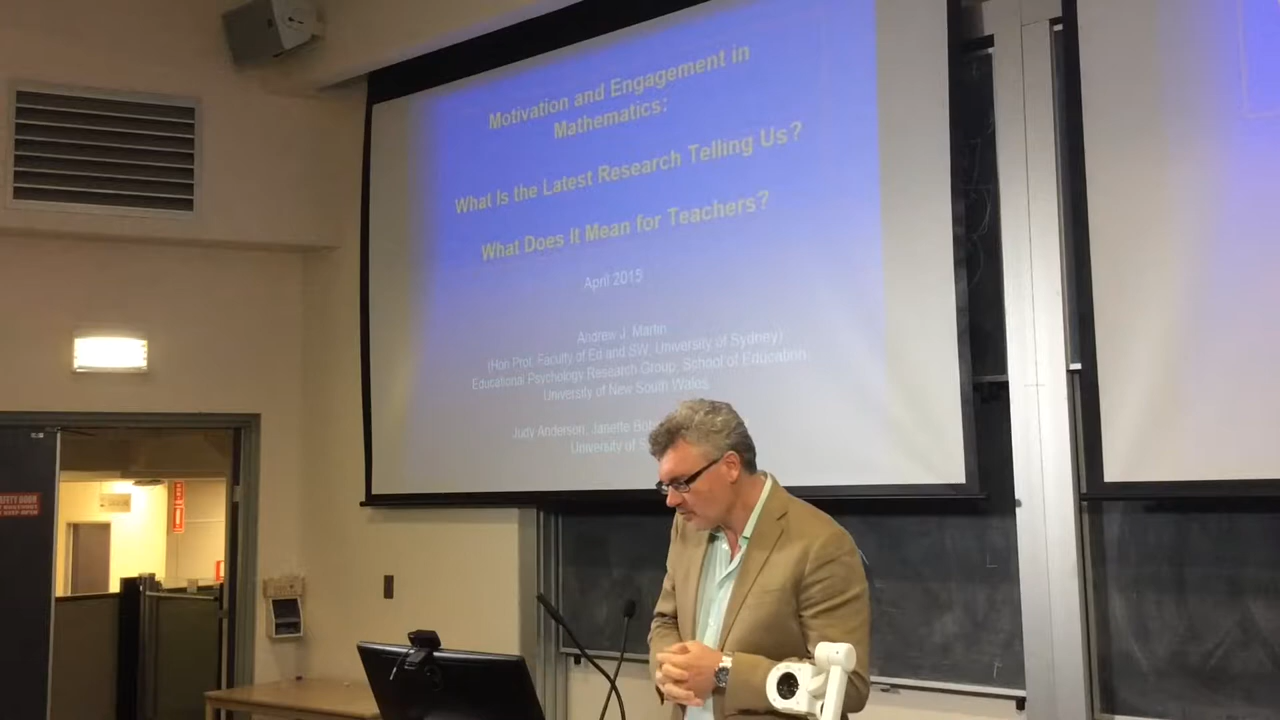 Motivation and Engagement in
Mathematics:
What Is the Latest Research Telling Us?
What Does It Mean for Teachers?
April 2015
Andrew J. Martin
(Hon Prof, Faculty of Ed and SW, University of Sydney)
Educational Psychology Research Group, School of Education
University of New South Wales
Judy Anderson, Janette
University of